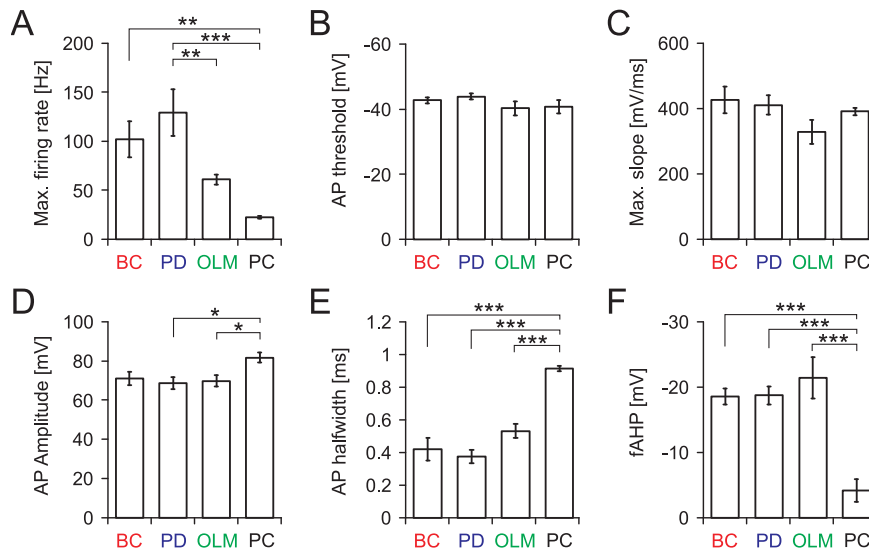 A
Max. firing rate [Hz]
200
150
100
50
0
**
***
**
BC PD OLM PC
B
AP threshold [mV]
-60
-40
-20
0
BC PD OLM PC
C
Max. slope [mV/ms]
600
400
200
0
BC PD OLM PC
D
AP Amplitude [mV]
100
80
60
40
20
0
*
*
BC PD OLM PC
E
AP halfwidth [ms]
1.2
1
0.8
0.6
0.4
0.2
0
***
***
***
BC PD OLM PC
F
fAHP [mV]
-30
-20
-10
0
***
***
***
BC PD OLM PC